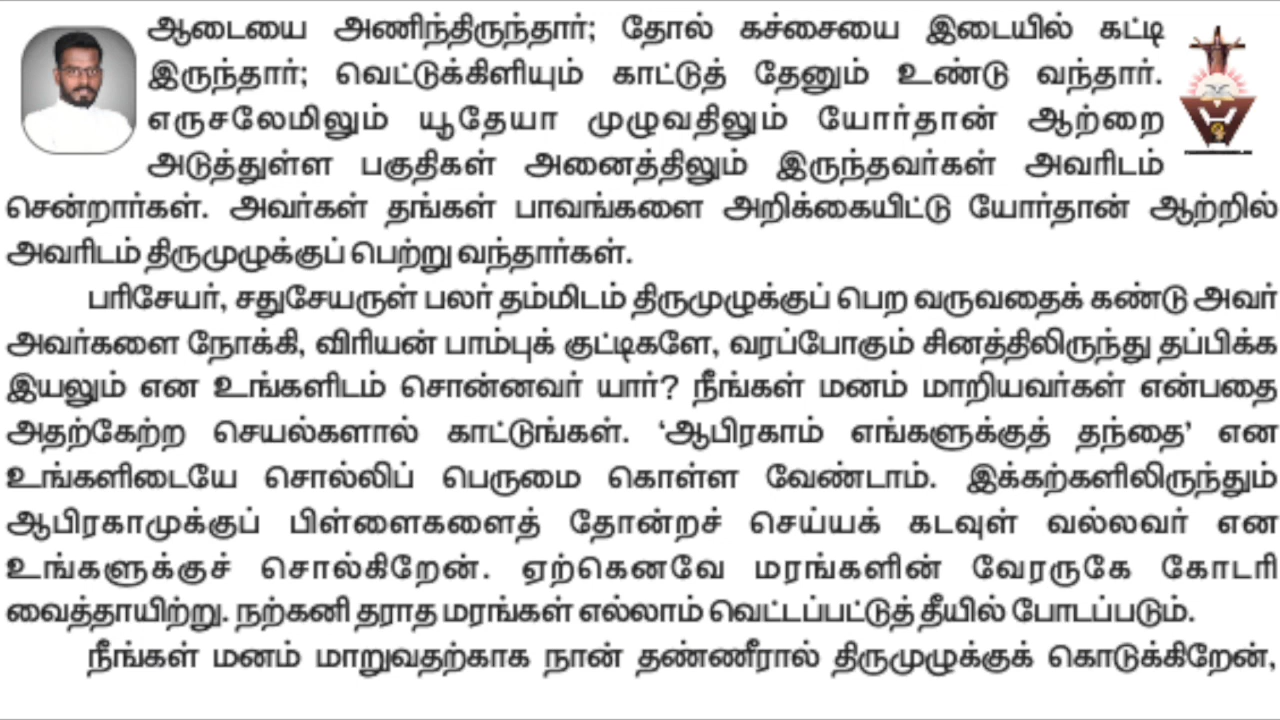 ஆடையை அணிந்திருந்தார்; தோல் கச்சையை இடையில் கட்டி
இருந்தார்; வெட்டுக்கிளியும் காட்டுத் தேனும் உண்டு வந்தார்.
எருசலேமிலும் யூதேயா முழுவதிலும் யோர்தான் ஆற்றை
அடுத்துள்ள பகுதிகள் அனைத்திலும் இருந்தவர்கள் அவரிடம்
சென்றார்கள். அவர்கள் தங்கள் பாவங்களை அறிக்கையிட்டு யோர்தான் ஆற்றில்
அவரிடம் திருமுழுக்குப் பெற்று வந்தார்கள்.
பரிசேயர், சதுசேயருள் பலர் தம்மிடம் திருமுழுக்குப் பெற வருவதைக் கண்டு அவர்
அவர்களை நோக்கி, விரியன் பாம்புக் குட்டிகளே, வரப்போகும் சினத்திலிருந்து தப்பிக்க
இயலும் என உங்களிடம் சொன்னவர் யார்? நீங்கள் மனம் மாறியவர்கள் என்பதை
அதற்கேற்ற செயல்களால் காட்டுங்கள். ‘ஆபிரகாம் எங்களுக்குத் தந்தை’ என
உங்களிடையே சொல்லிப் பெருமை கொள்ள வேண்டாம். இக்கற்களிலிருந்தும்
ஆபிரகாமுக்குப் பிள்ளைகளைத் தோன்றச் செய்யக் கடவுள் வல்லவர் என
உங்களுக்குச் சொல்கிறேன். ஏற்கெனவே மரங்களின் வேரருகே கோடரி
வைத்தாயிற்று. நற்கனி தராத மரங்கள் எல்லாம் வெட்டப்பட்டுத் தீயில் போடப்படும்.
நீங்கள் மனம் மாறுவதற்காக நான் தண்ணீரால் திருமுழுக்குக் கொடுக்கிறேன்,